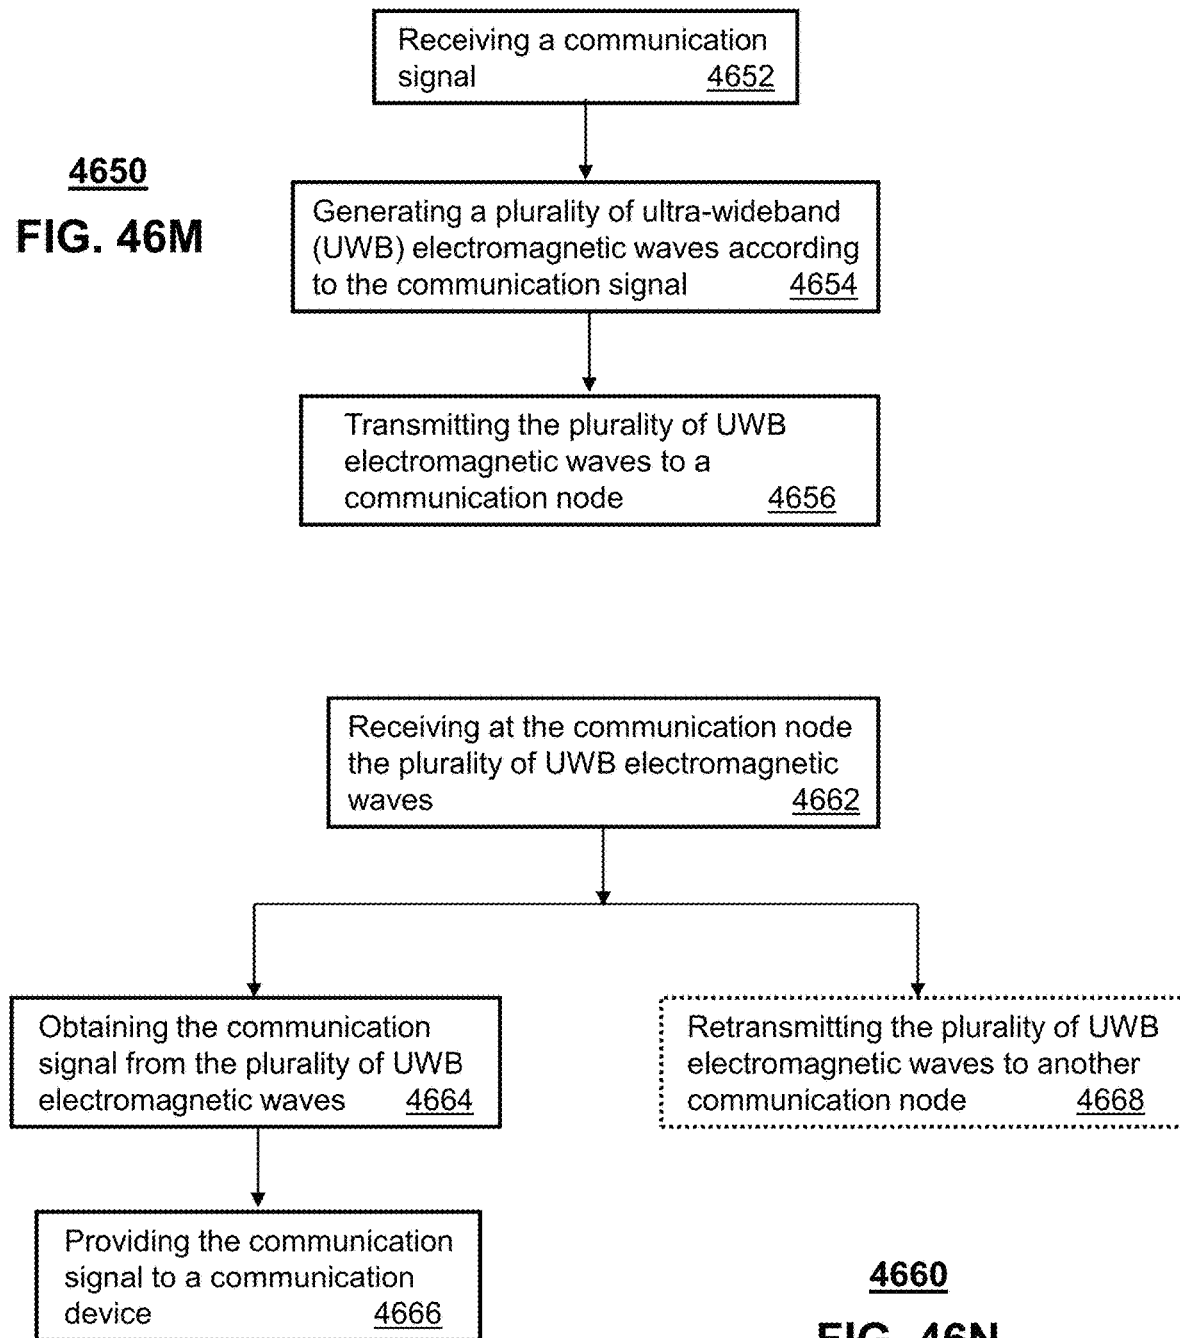 Receiving a communication
signal 4652
4650
FIG. 46M
Generating a plurality of ultra-wideband
(UWB) electromagnetic waves according
to the communication signal 4654
Transmitting the plurality of UWB
electromagnetic waves to a
communication node 4656
Receiving at the communication node
the plurality of UWB electromagnetic
waves 4662
Obtaining the communication
signal from the plurality of UWB
electromagnetic waves 4664
Retransmitting the plurality of UWB
electromagnetic waves to another
communication node 4668
Providing the communication
signal to a communication
device 4666
4660
FIG. 46N